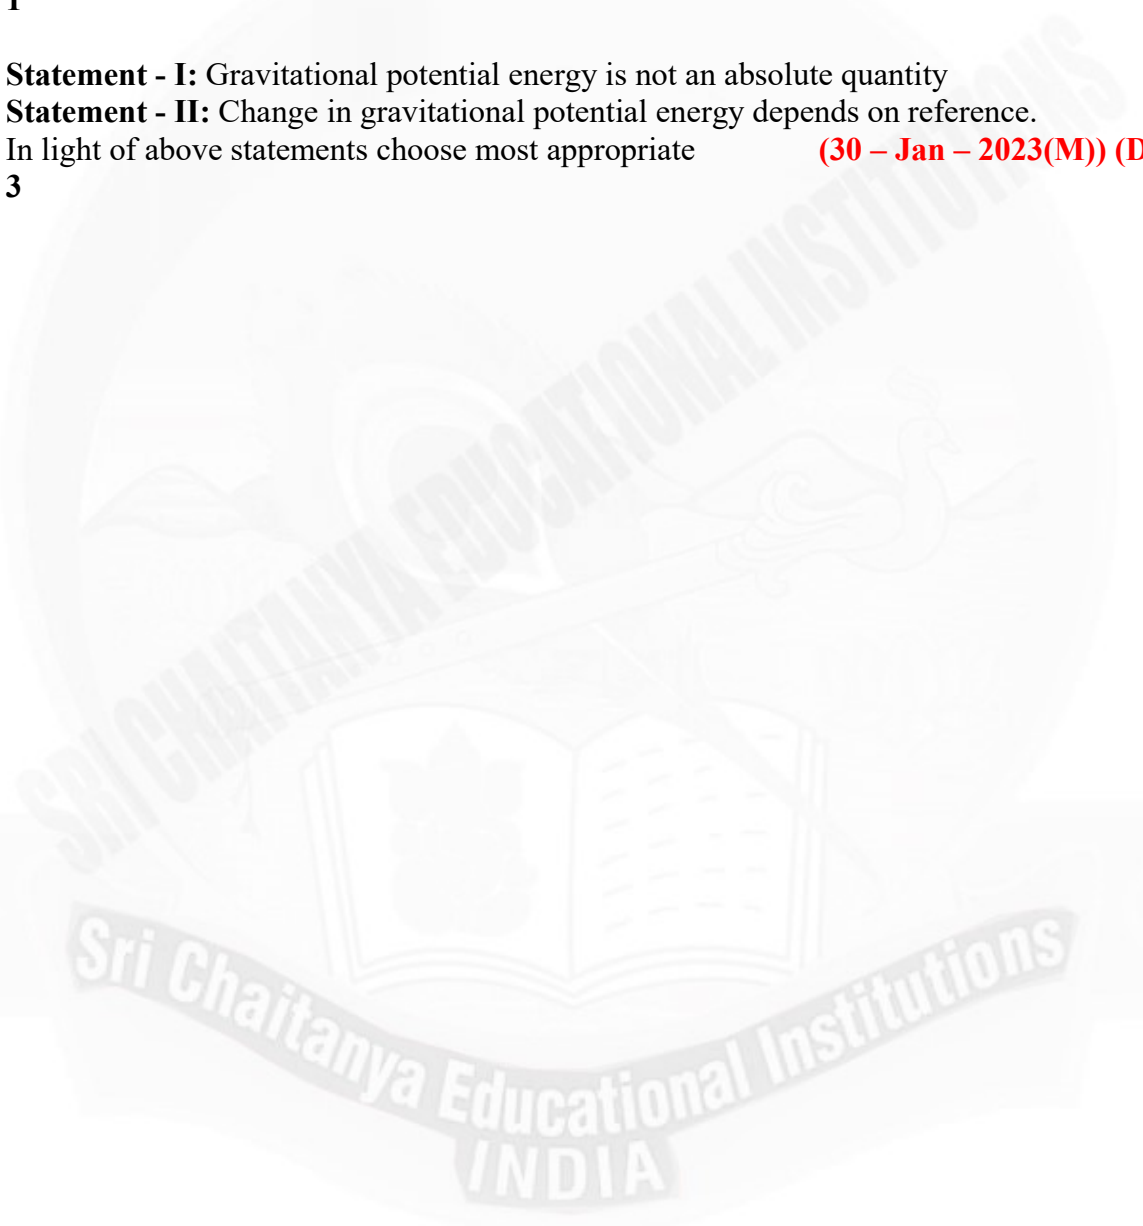 Statement - I: Gravitational potential energy is not an absolute quantity
Statement - II: Change in gravitational potential energy depends on reference.
In light of above statements choose most appropriate (30 – Jan – 2023(M)) (D
3
SRI CHAITANYA EDUCATIONAL INSTITUTIONS
Sri Chaitanya Educational Institutions
INDIA